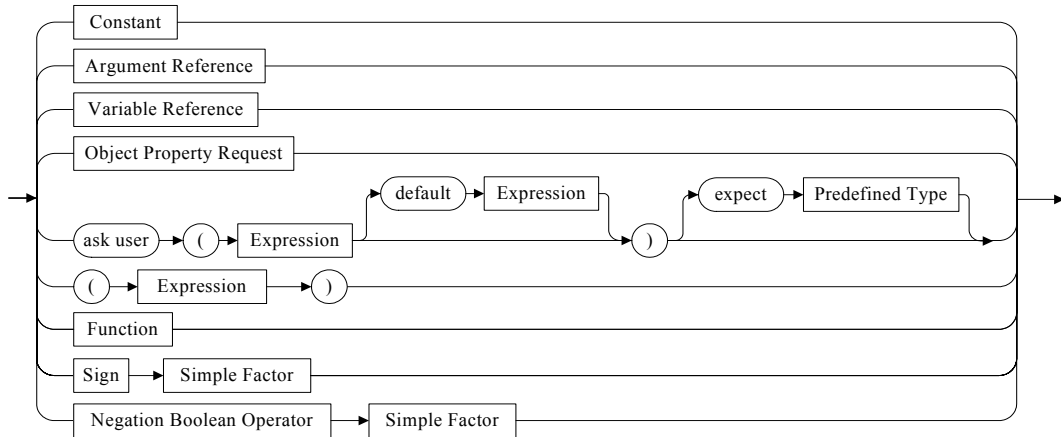 Constant
Argument Reference
Variable Reference
Object Property Request
default Expression expect Predefined Type
ask user ( Expression )
( Expression )
Function
Sign Simple Factor
Negation Boolean Operator Simple Factor